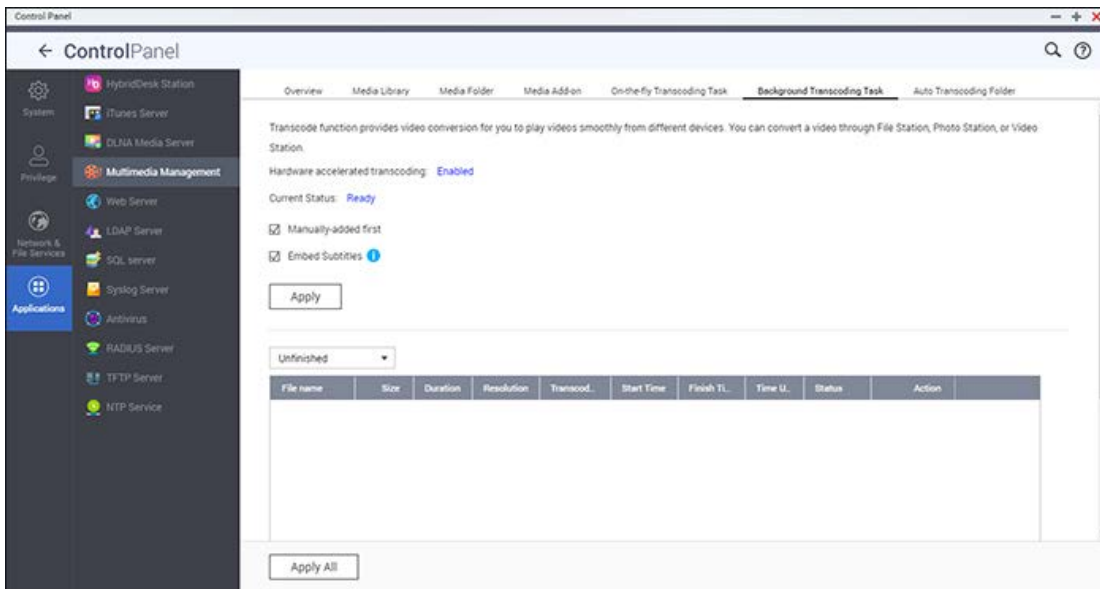 Control Panel
ControlPanel
System
Privilege
Network &
File Services
Applications
HybridDesk Station
iTunes Server
DLNA Media Server
Multimedia Management
Web Server
LDAP Server
SQL server
Syslog Server
Antivirus
RADIUS Server
TFTP Server
NTP Service
Overview Media Library Media Folder Media Add-on On-the-fly Transcoding Task Background Transcoding Task Auto Transcoding Folder
Transcode function provides video conversion for you to play videos smoothly from different devices. You can convert a video through File Station, Photo Station, or Video
Station.
Hardware accelerated transcoding: Enabled
Current Status: Ready
Manually-added first
Embed Subtitles
Apply
Unfinished
File name Size Duration Resolution Transcod... Start Time Finish Ti... Time U... Status Action
Apply All